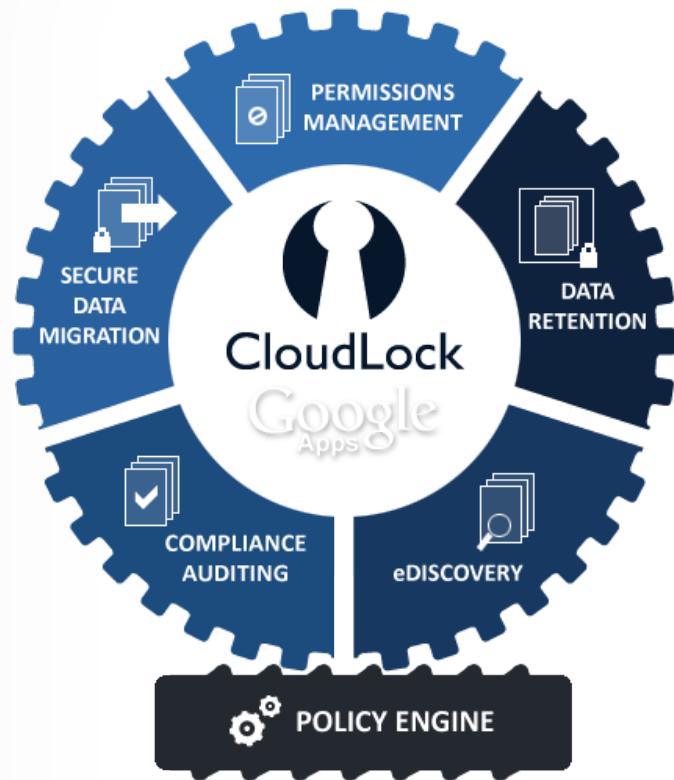 PERMISSIONS
MANAGEMENT
DATA
RETENTION
eDISCOVERY
COMPLIANCE
AUDITING
SECURE
DATA
MIGRATION
CloudLock
Google
Apps
POLICY ENGINE